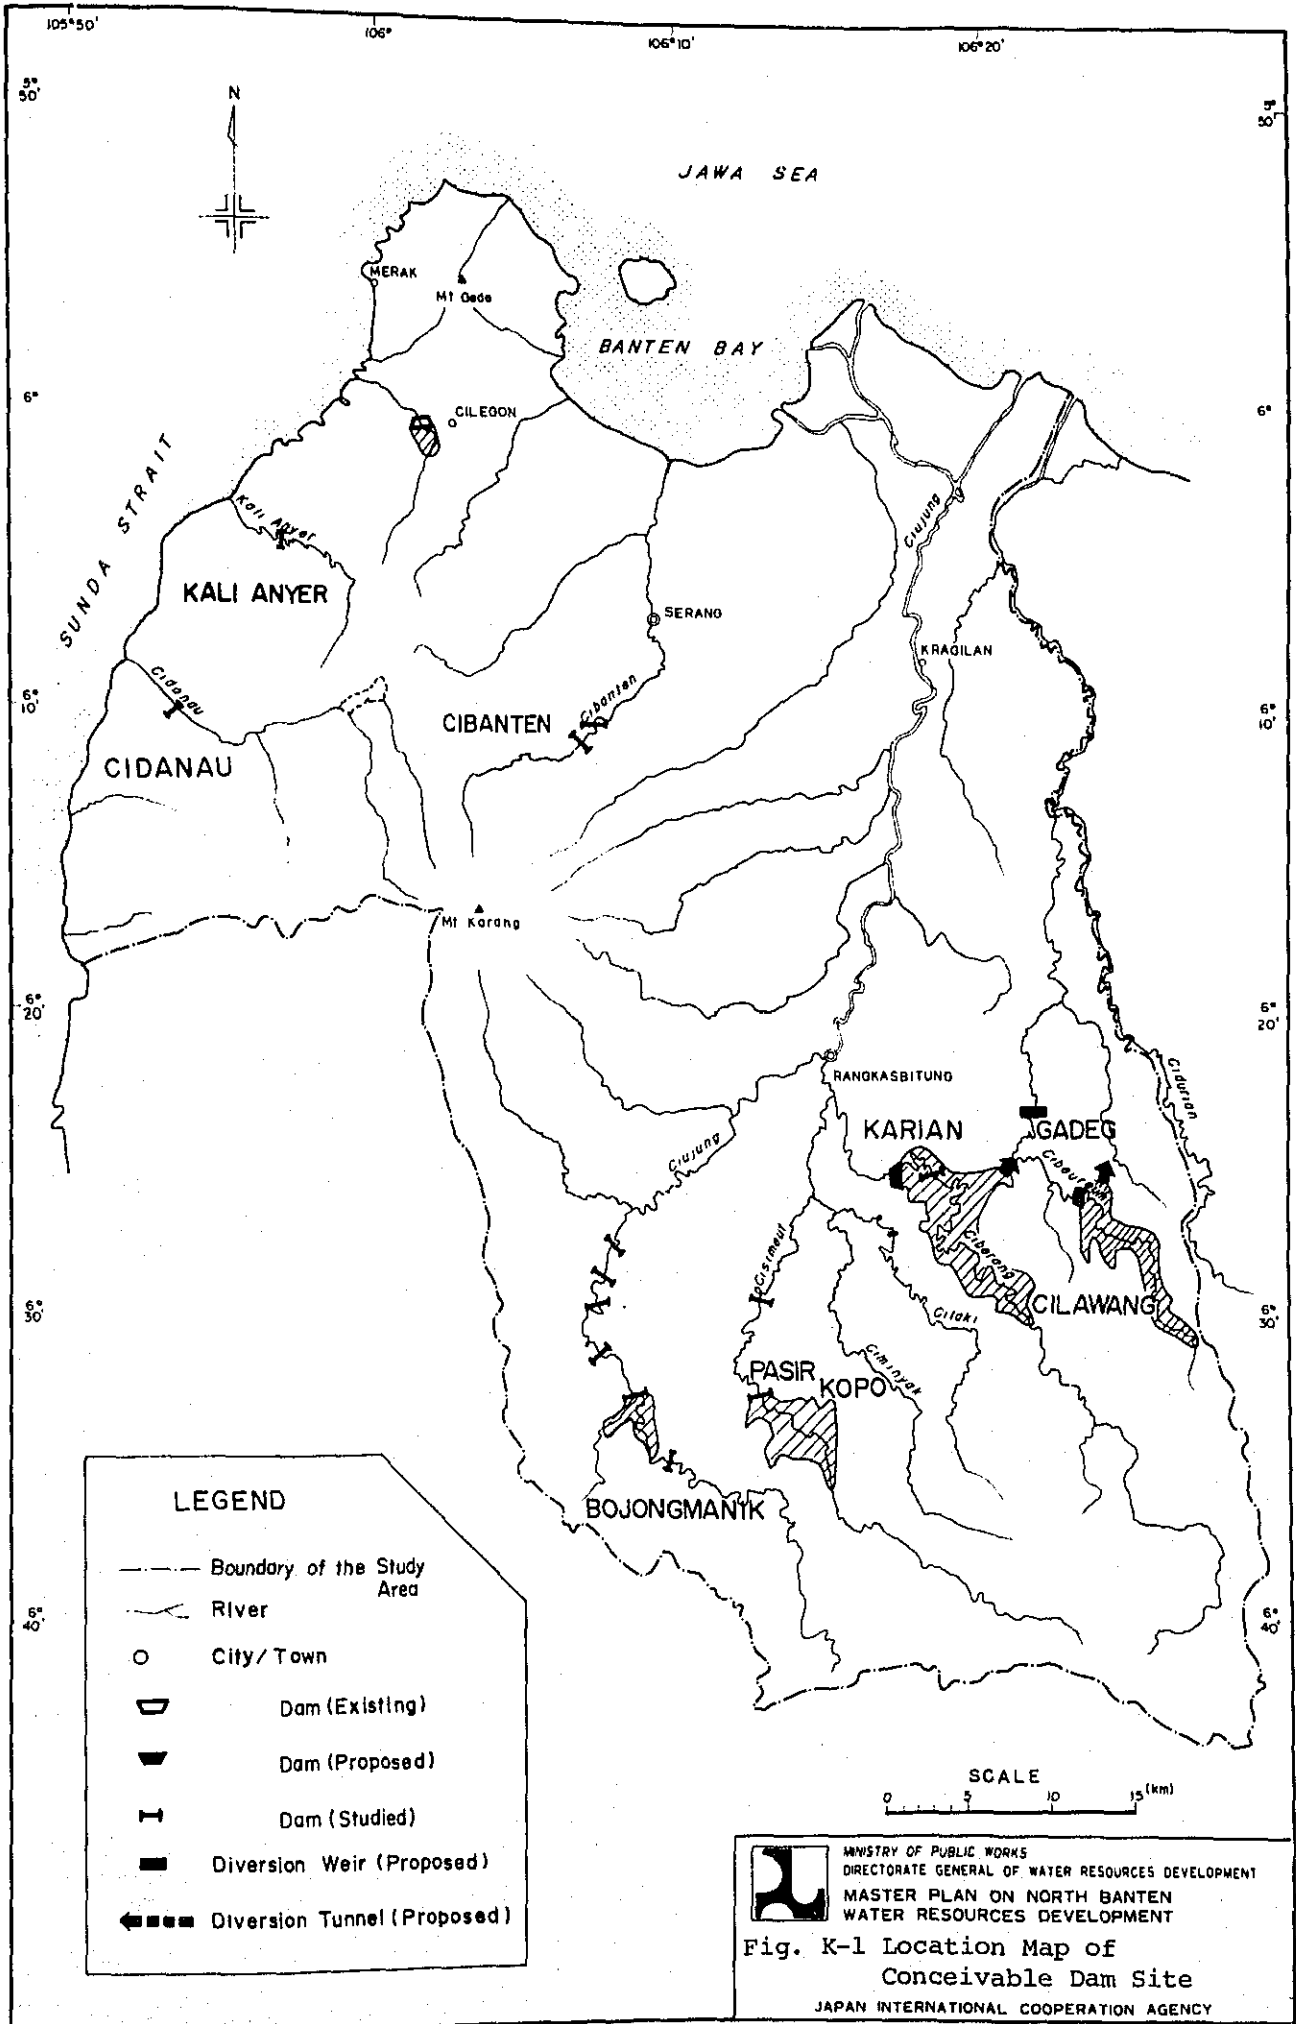 105°50'
106°
106°10'
106°20'
5°
50'
5°
50'
N
JAWA SEA
MERAK
Mt Gede
BANTEN BAY
6°
6°
CILEGON
SUNDA STRAIT
Kali Anyer
Ciujung
KALI ANYER
SERANG
KRAGILAN
Cidanau
Cibanten
6°
10'
6°
10'
CIBANTEN
CIDANAU
Mt Karang
6°
20'
6°
20'
RANGKASBITUNG
Cidurian
KARIAN
GADEG
Ciujung
Cibeureum
Cisimeut
Ciberang
6°
30'
6°
30'
CILAWANG
Cilaki
Ciminyak
PASIR
KOPO
BOJONGMANIK
6°
40'
6°
40'
LEGEND
Boundary of the Study
Area
River
City/Town
Dam (Existing)
Dam (Proposed)
Dam (Studied)
Diversion Weir (Proposed)
Diversion Tunnel (Proposed)
SCALE
0 5 10 15 (km)
MINISTRY OF PUBLIC WORKS
DIRECTORATE GENERAL OF WATER RESOURCES DEVELOPMENT
MASTER PLAN ON NORTH BANTEN
WATER RESOURCES DEVELOPMENT
Fig. K-1 Location Map of
Conceivable Dam Site
JAPAN INTERNATIONAL COOPERATION AGENCY